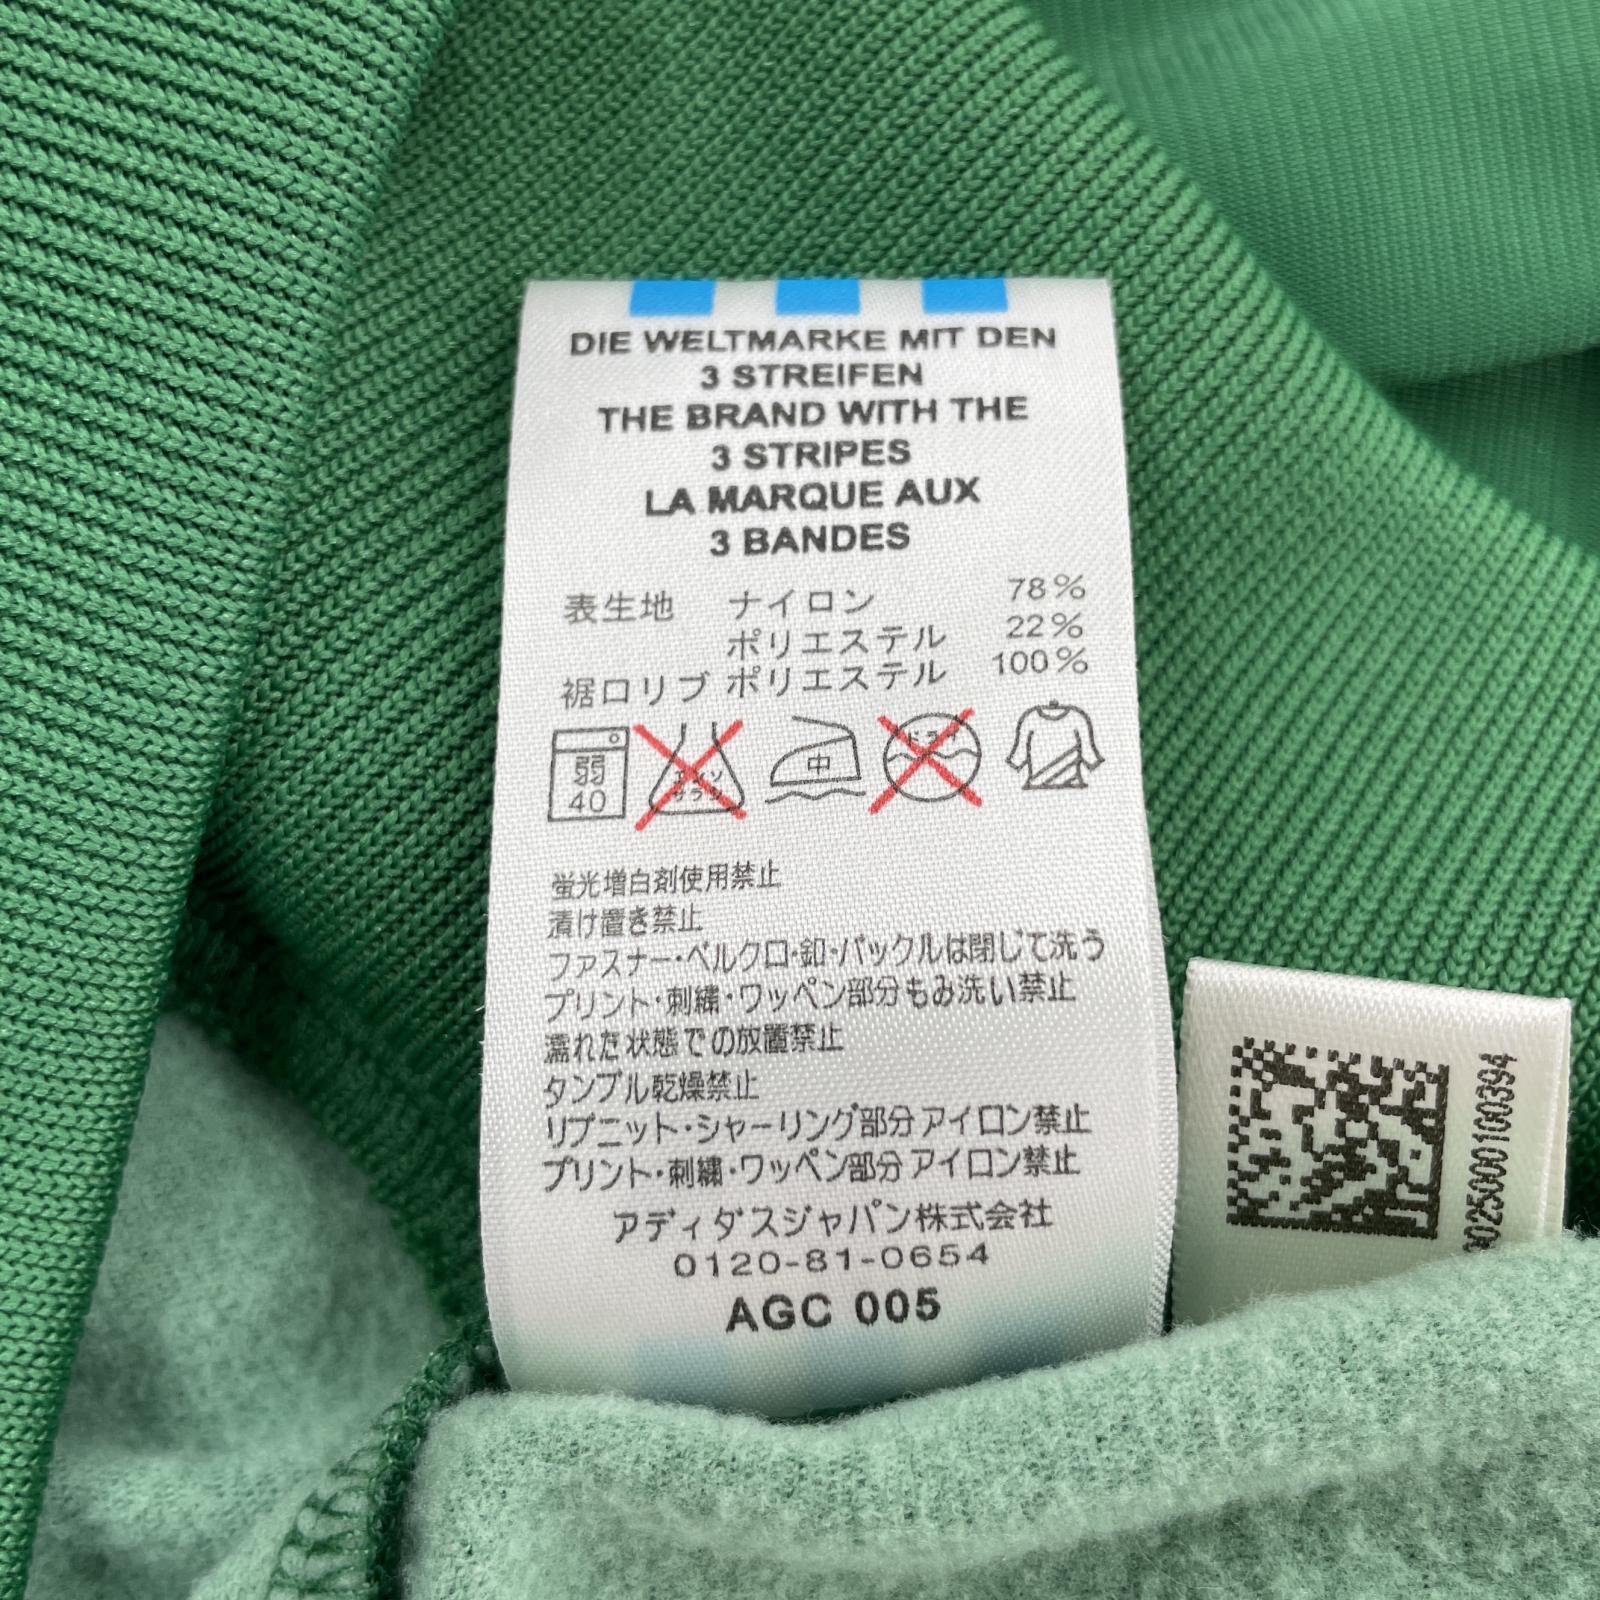 DIE WELTMARKE MIT DEN
3 STREIFEN
THE BRAND WITH THE
3 STRIPES
LA MARQUE AUX
3 BANDES
表生地 ナイロン 78%
ポリエステル 22%
裾口リブ ポリエステル 100%
弱
40
エンソ
サラシ
中
ドライ
蛍光増白剤使用禁止
漬け置き禁止
ファスナー・ベルクロ・釦・バックルは閉じて洗う
プリント・刺繍・ワッペン部分もみ洗い禁止
濡れた状態での放置禁止
タンブル乾燥禁止
リブニット・シャーリング部分アイロン禁止
プリント・刺繍・ワッペン部分アイロン禁止
アディダスジャパン株式会社
0120-81-0654
AGC 005